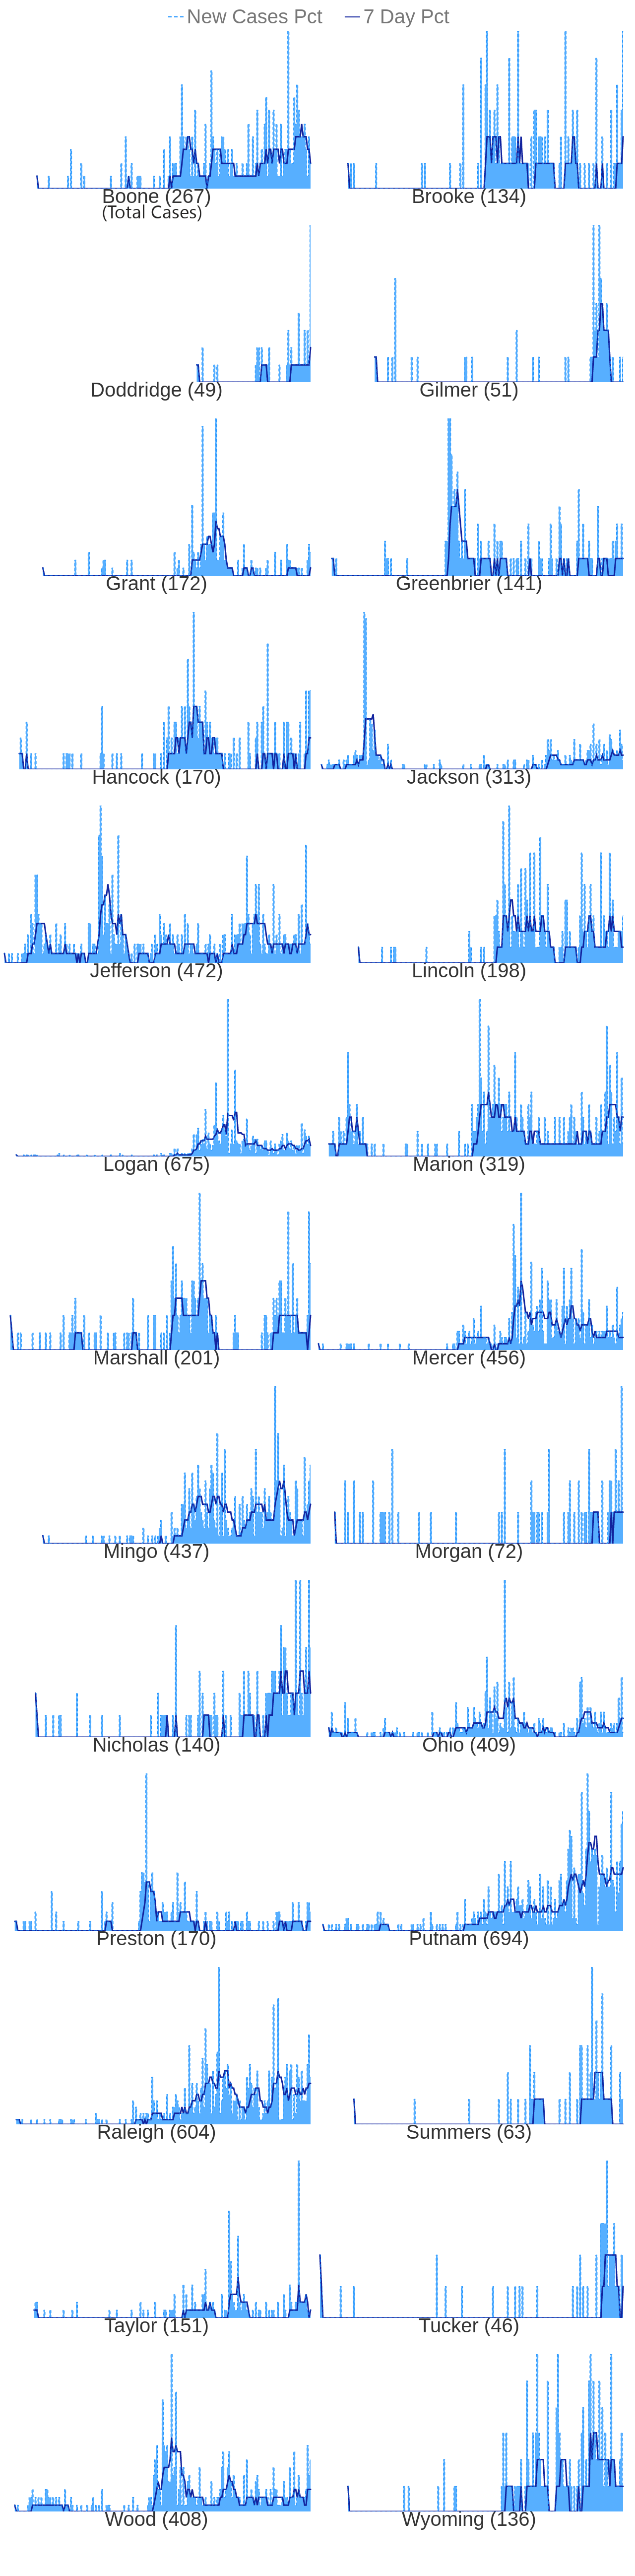 New Cases Pct 7 Day Pct
Boone (267) Brooke (134)
(Total Cases)
Doddridge (49) Gilmer (51)
Grant (172) Greenbrier (141)
Hancock (170) Jackson (313)
Jefferson (472) Lincoln (198)
Logan (675) Marion (319)
Marshall (201) Mercer (456)
Mingo (437) Morgan (72)
Nicholas (140) Ohio (409)
Preston (170) Putnam (694)
Raleigh (604) Summers (63)
Taylor (151) Tucker (46)
Wood (408) Wyoming (136)